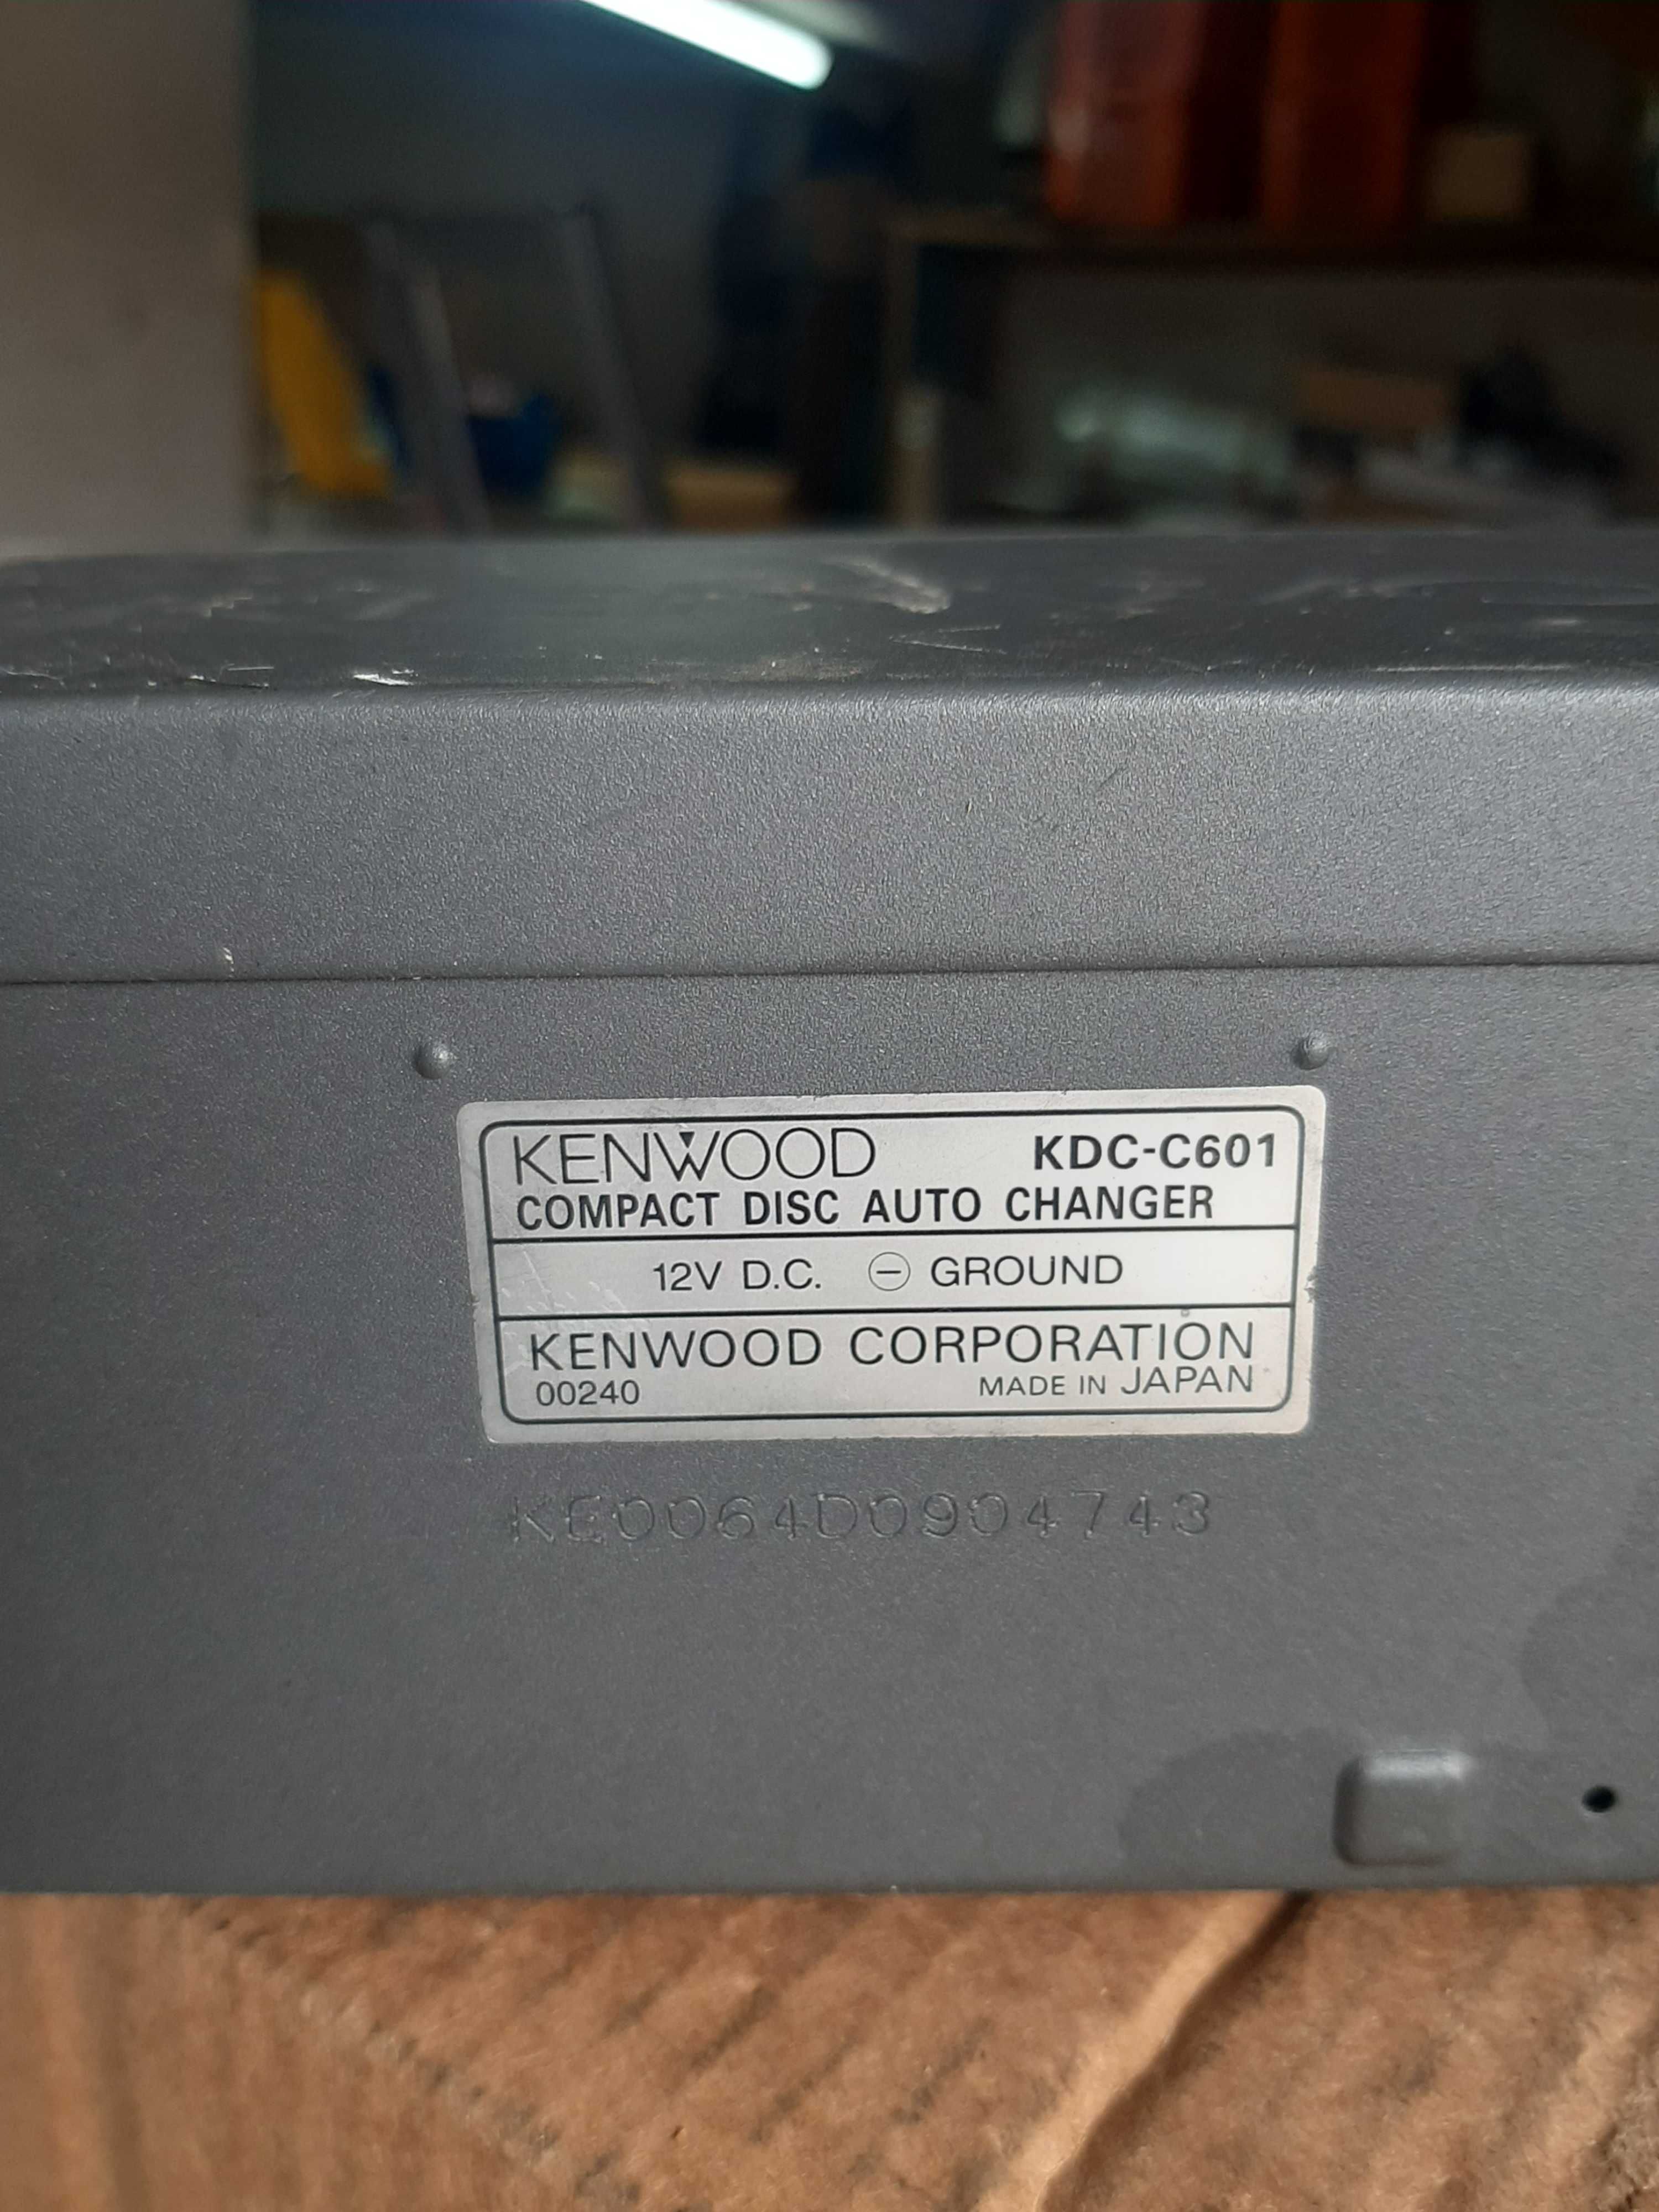 KENWOOD KDC-C601
COMPACT DISC AUTO CHANGER
12V D.C. ⊖ GROUND
KENWOOD CORPORATION
00240 MADE IN JAPAN
KE0064D0904743